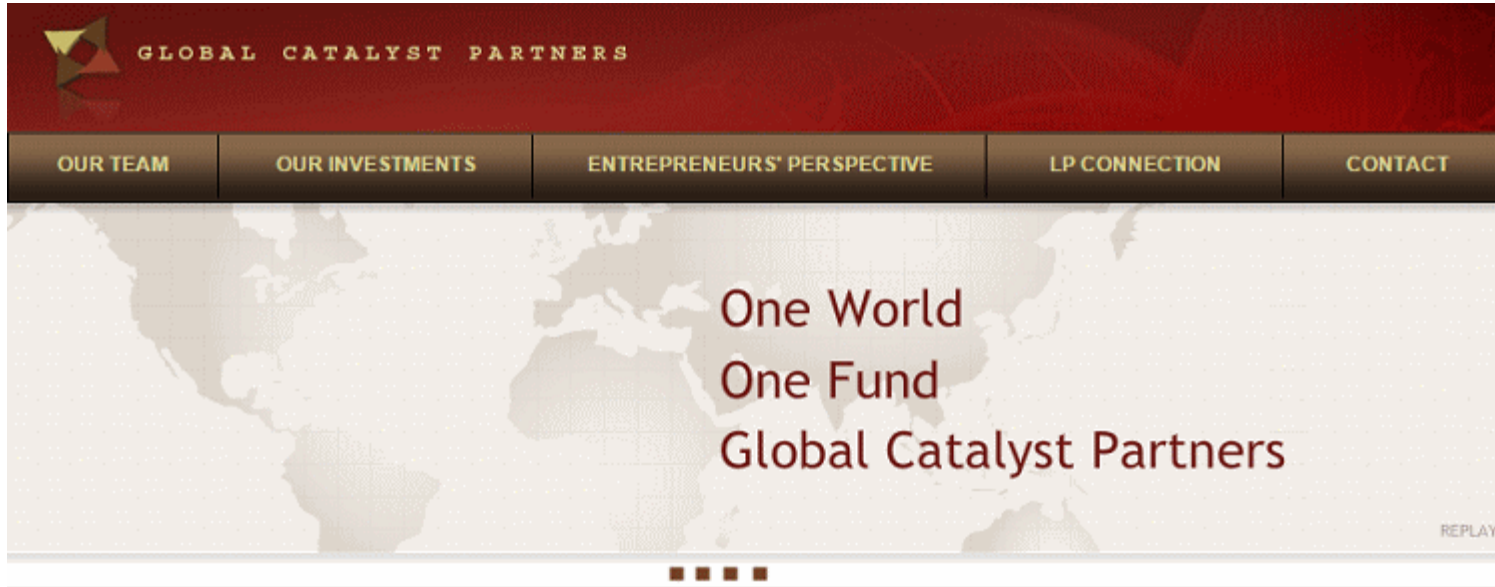 GLOBAL CATALYST PARTNERS
OUR TEAM OUR INVESTMENTS ENTREPRENEURS' PERSPECTIVE LP CONNECTION CONTACT
One World
One Fund
Global Catalyst Partners
REPLAY